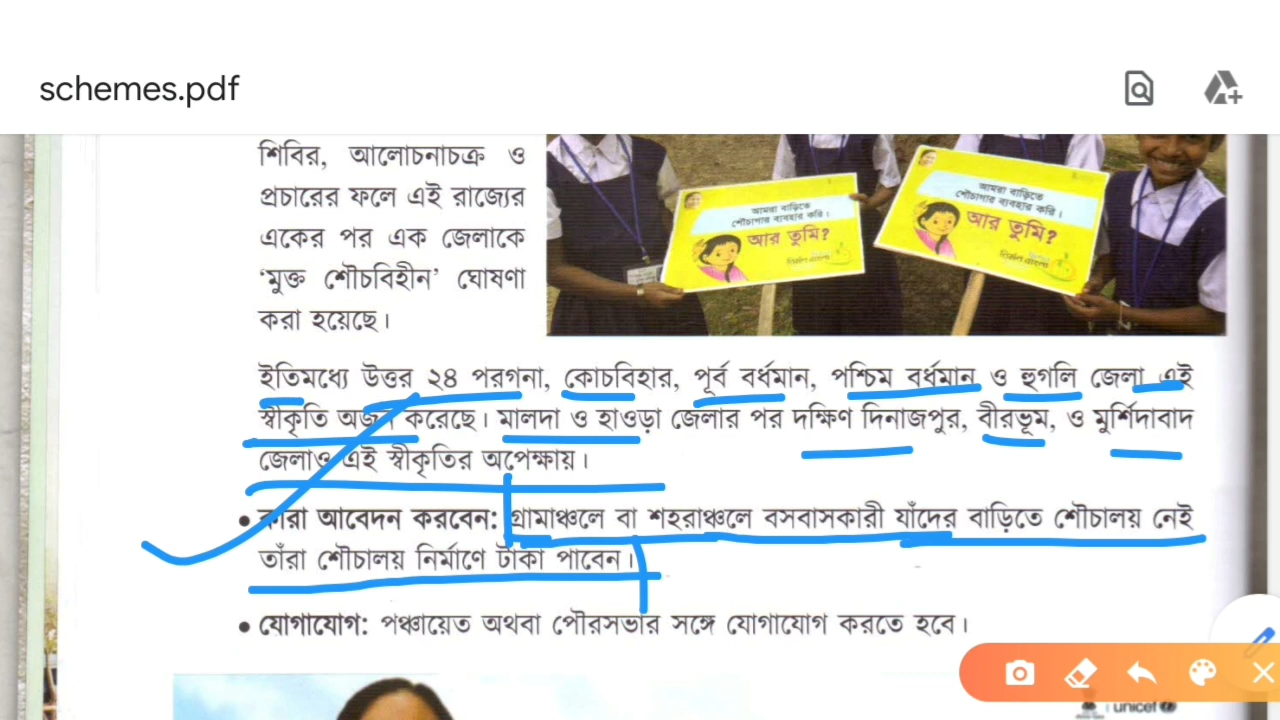 schemes.pdf
শিবির, আলোচনাচক্র ও
প্রচারের ফলে এই রাজ্যের
একের পর এক জেলাকে
‘মুক্ত শৌচবিহীন’ ঘোষণা
করা হয়েছে।
আমরা বাড়িতে
শৌচাগার ব্যবহার করি।
আর তুমি?
নির্মল বাংলা
আমরা বাড়িতে
শৌচাগার ব্যবহার করি।
আর তুমি?
নির্মল বাংলা
ইতিমধ্যে উত্তর ২৪ পরগনা, কোচবিহার, পূর্ব বর্ধমান, পশ্চিম বর্ধমান ও হুগলি জেলা এই
স্বীকৃতি অর্জন করেছে। মালদা ও হাওড়া জেলার পর দক্ষিণ দিনাজপুর, বীরভূম, ও মুর্শিদাবাদ
জেলাও এই স্বীকৃতির অপেক্ষায়।
• কারা আবেদন করবেন: গ্রামাঞ্চলে বা শহরাঞ্চলে বসবাসকারী যাঁদের বাড়িতে শৌচালয় নেই
তাঁরা শৌচালয় নির্মাণে টাকা পাবেন।
• যোগাযোগ: পঞ্চায়েত অথবা পৌরসভার সঙ্গে যোগাযোগ করতে হবে।
unicef